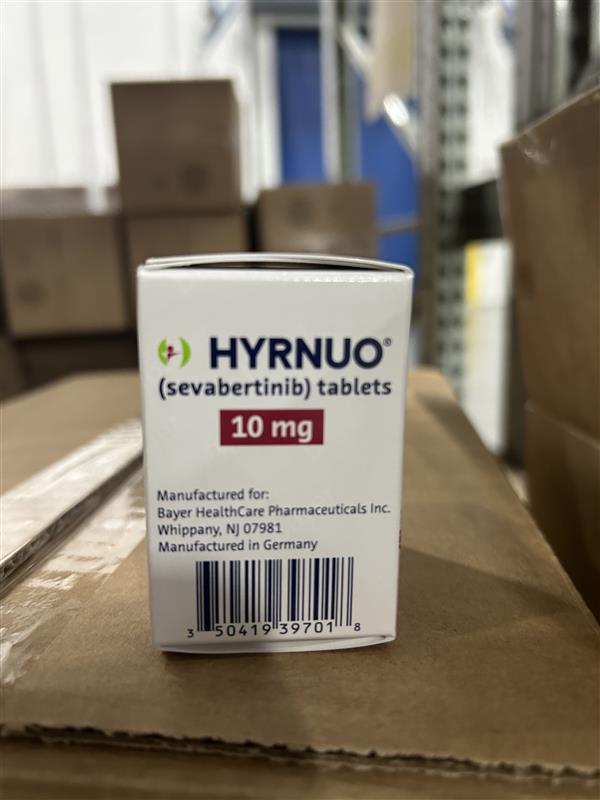 HYRNUO®
(sevabertinib) tablets
10 mg
Manufactured for:
Bayer HealthCare Pharmaceuticals Inc.
Whippany, NJ 07981
Manufactured in Germany
3 50419 39701 8